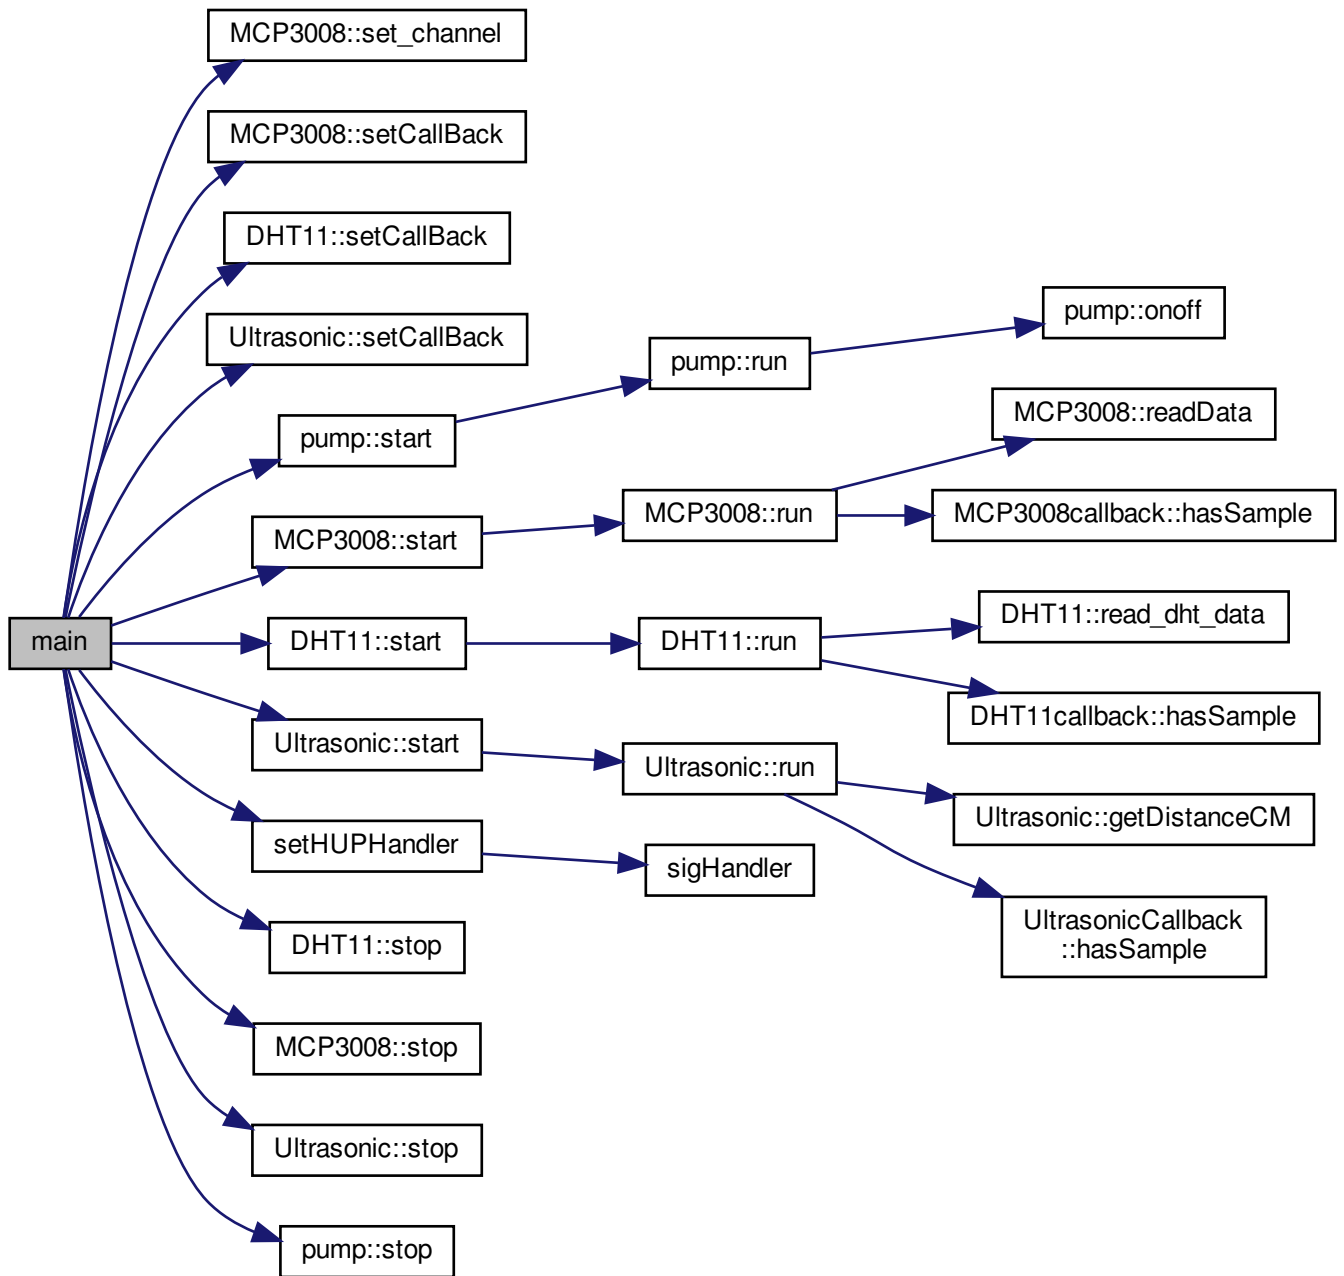 MCP3008::set_channel
MCP3008::setCallBack
DHT11::setCallBack
Ultrasonic::setCallBack
pump::onoff
pump::run
MCP3008::readData
pump::start
MCP3008::run
MCP3008callback::hasSample
MCP3008::start
DHT11::read_dht_data
main
DHT11::start
DHT11::run
DHT11callback::hasSample
Ultrasonic::start
Ultrasonic::run
Ultrasonic::getDistanceCM
setHUPHandler
sigHandler
UltrasonicCallback
::hasSample
DHT11::stop
MCP3008::stop
Ultrasonic::stop
pump::stop